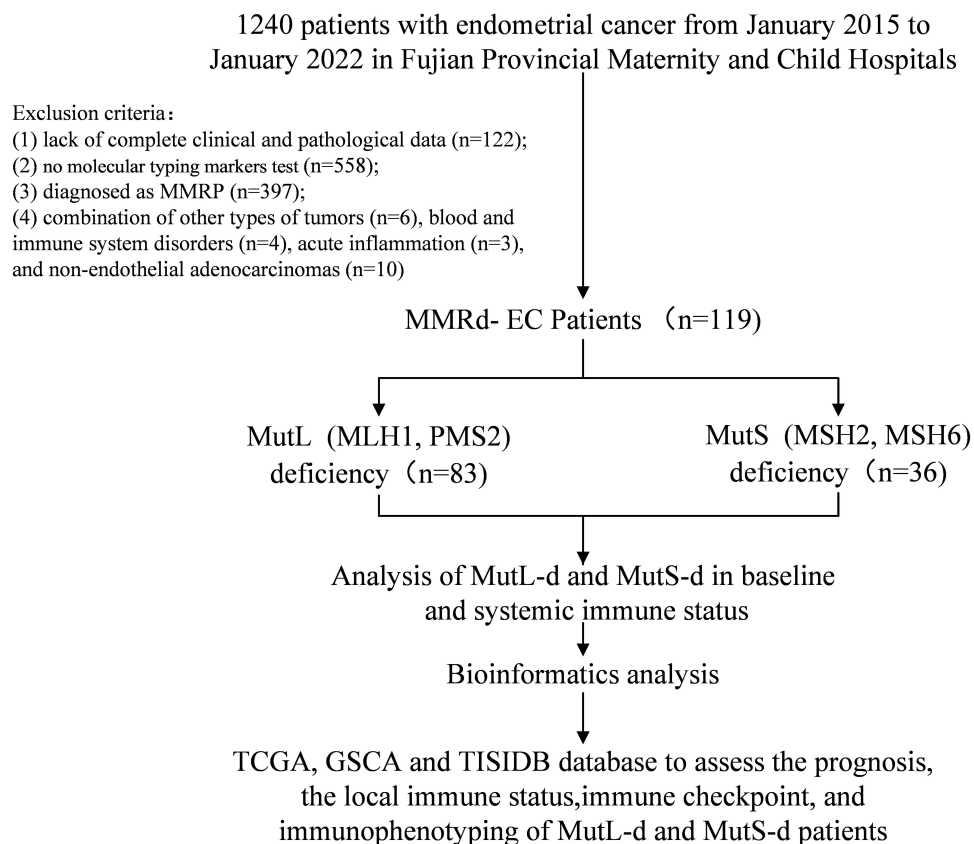 1240 patients with endometrial cancer from January 2015 to
January 2022 in Fujian Provincial Maternity and Child Hospitals
Exclusion criteria：
(1) lack of complete clinical and pathological data (n=122);
(2) no molecular typing markers test (n=558);
(3) diagnosed as MMRP (n=397);
(4) combination of other types of tumors (n=6), blood and
immune system disorders (n=4), acute inflammation (n=3),
and non-endothelial adenocarcinomas (n=10)
MMRd- EC Patients （n=119)
MutL (MLH1, PMS2)
deficiency（n=83)
MutS (MSH2, MSH6)
deficiency（n=36)
Analysis of MutL-d and MutS-d in baseline
and systemic immune status
Bioinformatics analysis
TCGA, GSCA and TISIDB database to assess the prognosis,
the local immune status,immune checkpoint, and
immunophenotyping of MutL-d and MutS-d patients